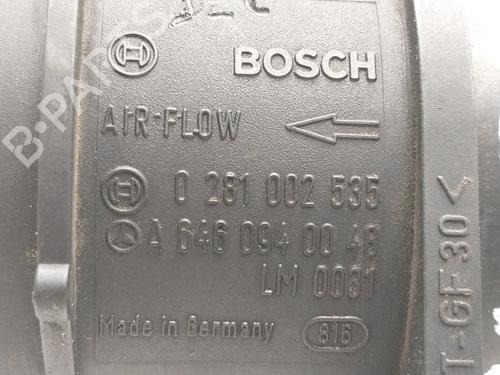 BOSCH
AIR-FLOW
0 281 002 535
A 646 094 00 48
LM 0031
Made in Germany
816
T-GF30<
B-PARTS